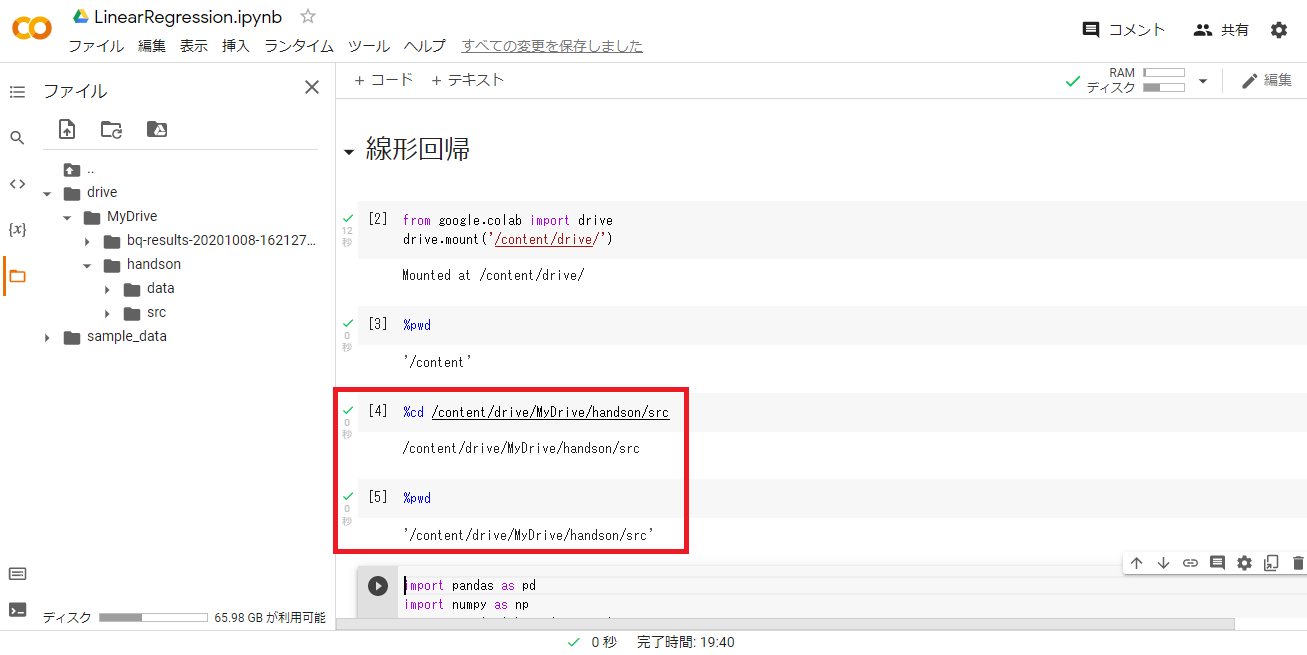 LinearRegression.ipynb
ファイル 編集 表示 挿入 ランタイム ツール ヘルプ すべての変更を保存しました
コメント 共有
ファイル
+ コード + テキスト
RAM
ディスク
編集
..
drive
MyDrive
bq-results-20201008-162127...
handson
data
src
sample_data
ディスク 65.98 GB が利用可能
線形回帰
[2] from google.colab import drive
drive.mount('/content/drive/')
12
秒
Mounted at /content/drive/
[3] %pwd
0
秒
'/content'
[4] %cd /content/drive/MyDrive/handson/src
0
秒
/content/drive/MyDrive/handson/src
[5] %pwd
0
秒
'/content/drive/MyDrive/handson/src'
import pandas as pd
import numpy as np
0 秒 完了時間: 19:40